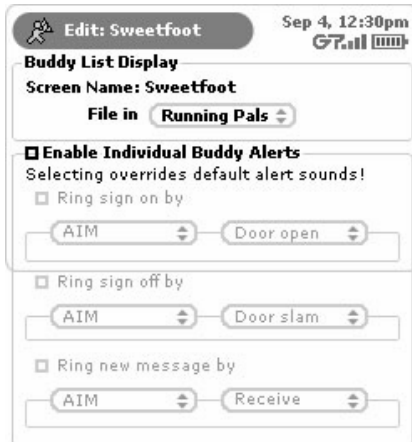 Edit: Sweetfoot
Sep 4, 12:30pm
G
Buddy List Display
Screen Name: Sweetfoot
File in Running Pals
Enable Individual Buddy Alerts
Selecting overrides default alert sounds!
Ring sign on by
AIM Door open
Ring sign off by
AIM Door slam
Ring new message by
AIM Receive